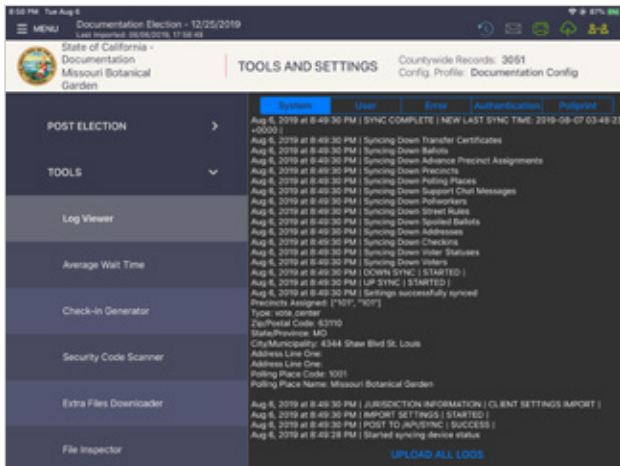 8:50 PM Tue Aug 6
87%
MENU
Documentation Election - 12/25/2019
Last Imported: 08/06/2019, 17:56:48
State of California -
Documentation
Missouri Botanical
Garden
TOOLS AND SETTINGS
Countywide Records: 3051
Config. Profile: Documentation Config
POST ELECTION
TOOLS
Log Viewer
Average Wait Time
Check-in Generator
Security Code Scanner
Extra Files Downloader
File Inspector
System User Error Authentication Pollprint
Aug 6, 2019 at 8:49:30 PM | SYNC COMPLETE | NEW LAST SYNC TIME: 2019-08-07 03:48:23
+0000 |
Aug 6, 2019 at 8:49:30 PM | Syncing Down Transfer Certificates
Aug 6, 2019 at 8:49:30 PM | Syncing Down Ballots
Aug 6, 2019 at 8:49:30 PM | Syncing Down Advance Precinct Assignments
Aug 6, 2019 at 8:49:30 PM | Syncing Down Precincts
Aug 6, 2019 at 8:49:30 PM | Syncing Down Polling Places
Aug 6, 2019 at 8:49:30 PM | Syncing Down Support Chat Messages
Aug 6, 2019 at 8:49:30 PM | Syncing Down Pollworkers
Aug 6, 2019 at 8:49:30 PM | Syncing Down Street Rules
Aug 6, 2019 at 8:49:30 PM | Syncing Down Spoiled Ballots
Aug 6, 2019 at 8:49:30 PM | Syncing Down Addresses
Aug 6, 2019 at 8:49:30 PM | Syncing Down Checkins
Aug 6, 2019 at 8:49:30 PM | Syncing Down Voter Statuses
Aug 6, 2019 at 8:49:30 PM | Syncing Down Voters
Aug 6, 2019 at 8:49:30 PM | DOWN SYNC | STARTED |
Aug 6, 2019 at 8:49:30 PM | UP SYNC | STARTED |
Aug 6, 2019 at 8:49:30 PM | Settings successfully synced
Precincts Assigned: ["101", "101"]
Type: vote_center
Zip/Postal Code: 63110
State/Province: MO
City/Municipality: 4344 Shaw Blvd St. Louis
Address Line One:
Address Line One:
Polling Place Code: 1001
Polling Place Name: Missouri Botanical Garden
Aug 6, 2019 at 8:49:30 PM | JURISDICTION INFORMATION | CLIENT SETTINGS IMPORT |
Aug 6, 2019 at 8:49:30 PM | IMPORT SETTINGS | STARTED |
Aug 6, 2019 at 8:49:30 PM | POST TO /API/SYNC | SUCCESS |
Aug 6, 2019 at 8:49:28 PM | Started syncing device status
UPLOAD ALL LOGS